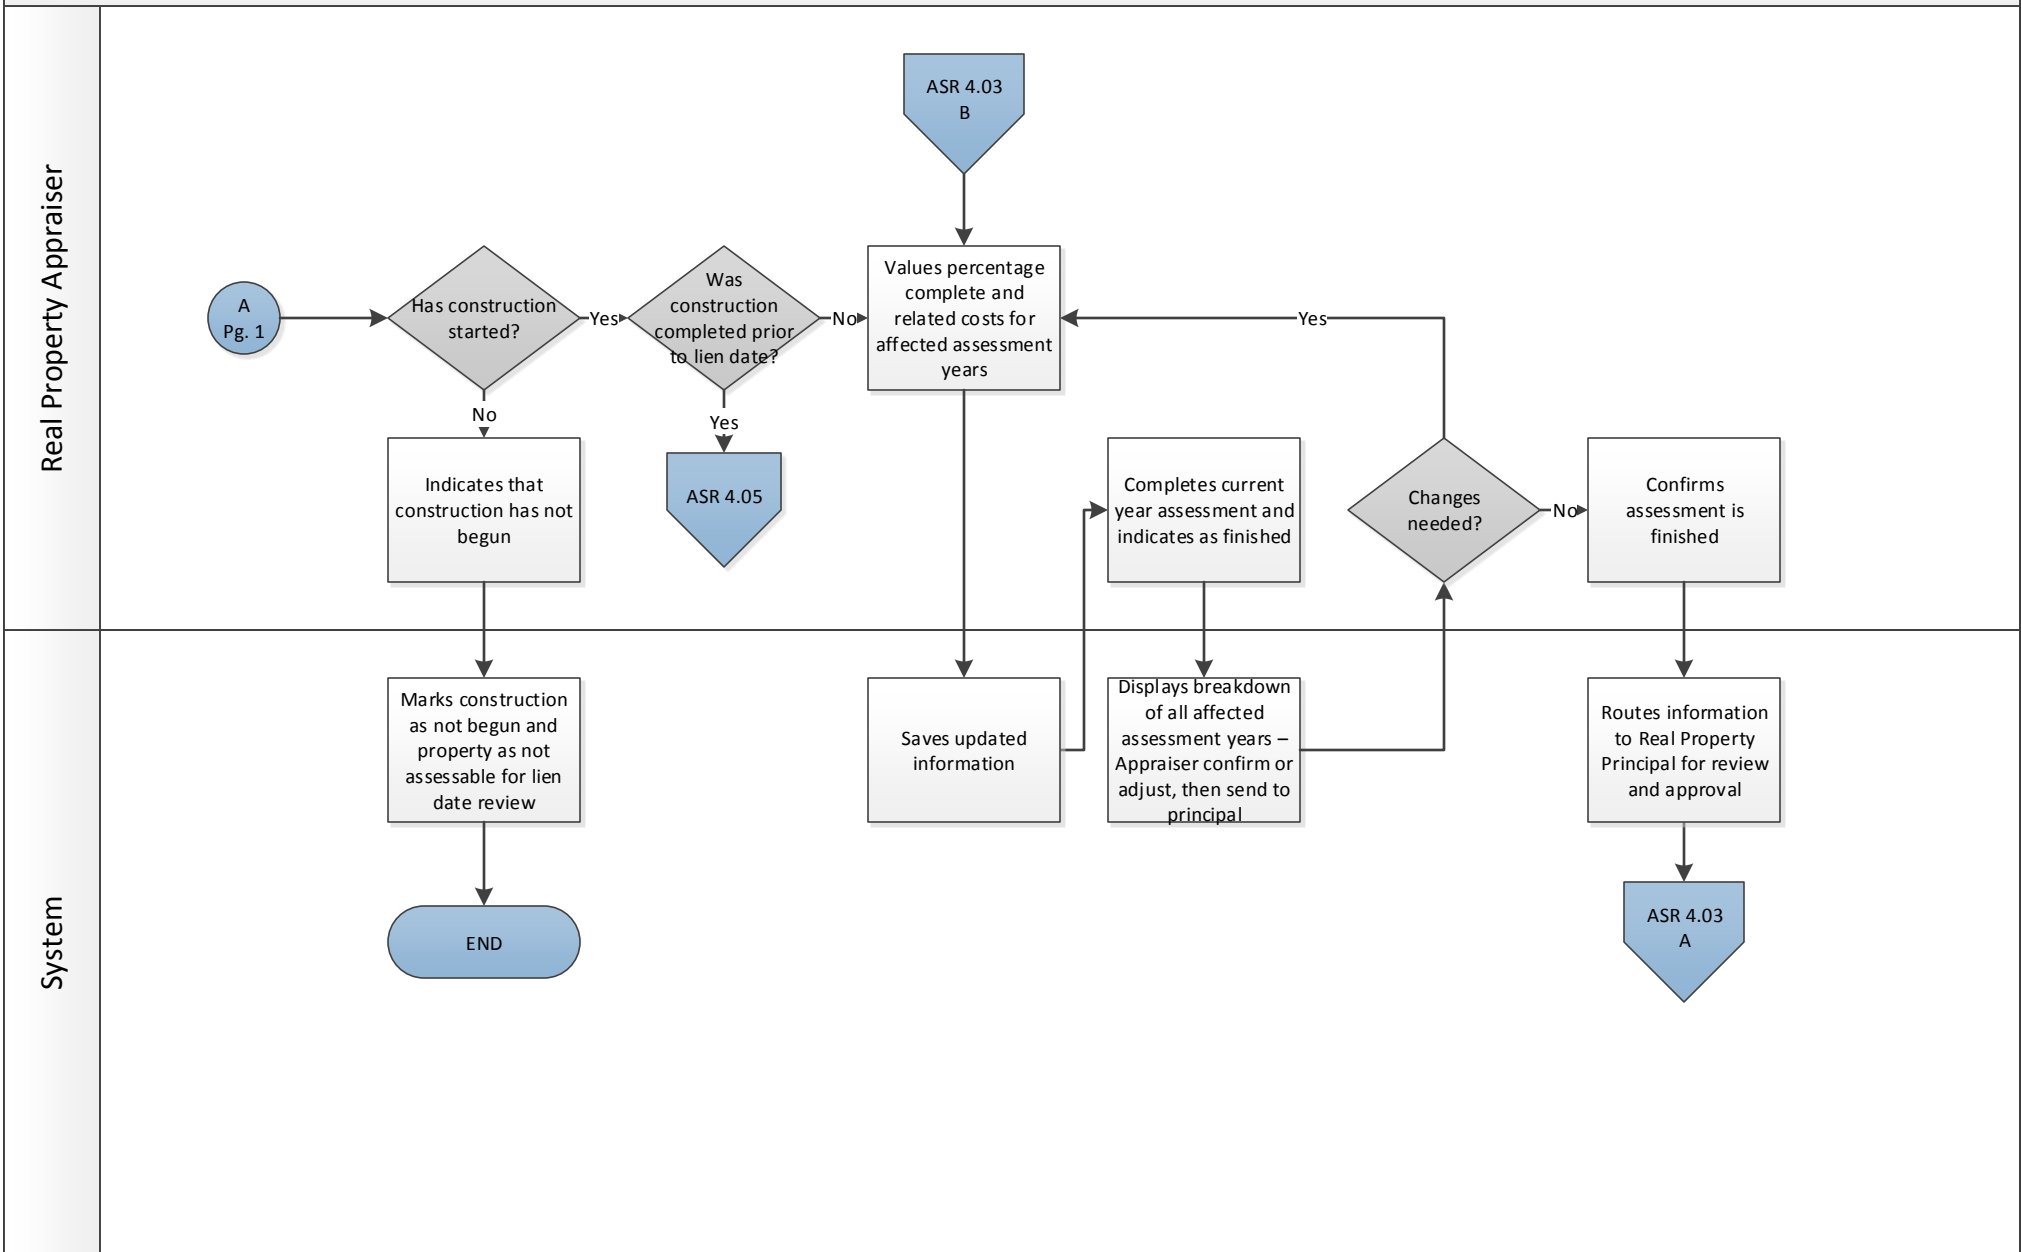 Real Property Appraiser
ASR 4.03
B
A
Pg. 1
Has construction
started?
Yes
Was
construction
completed prior
to lien date?
No
Values percentage
complete and
related costs for
affected assessment
years
Yes
No
Yes
Indicates that
construction has not
begun
ASR 4.05
Completes current
year assessment and
indicates as finished
Changes
needed?
No
Confirms
assessment is
finished
System
Marks construction
as not begun and
property as not
assessable for lien
date review
Saves updated
information
Displays breakdown
of all affected
assessment years –
Appraiser confirm or
adjust, then send to
principal
Routes information
to Real Property
Principal for review
and approval
END
ASR 4.03
A